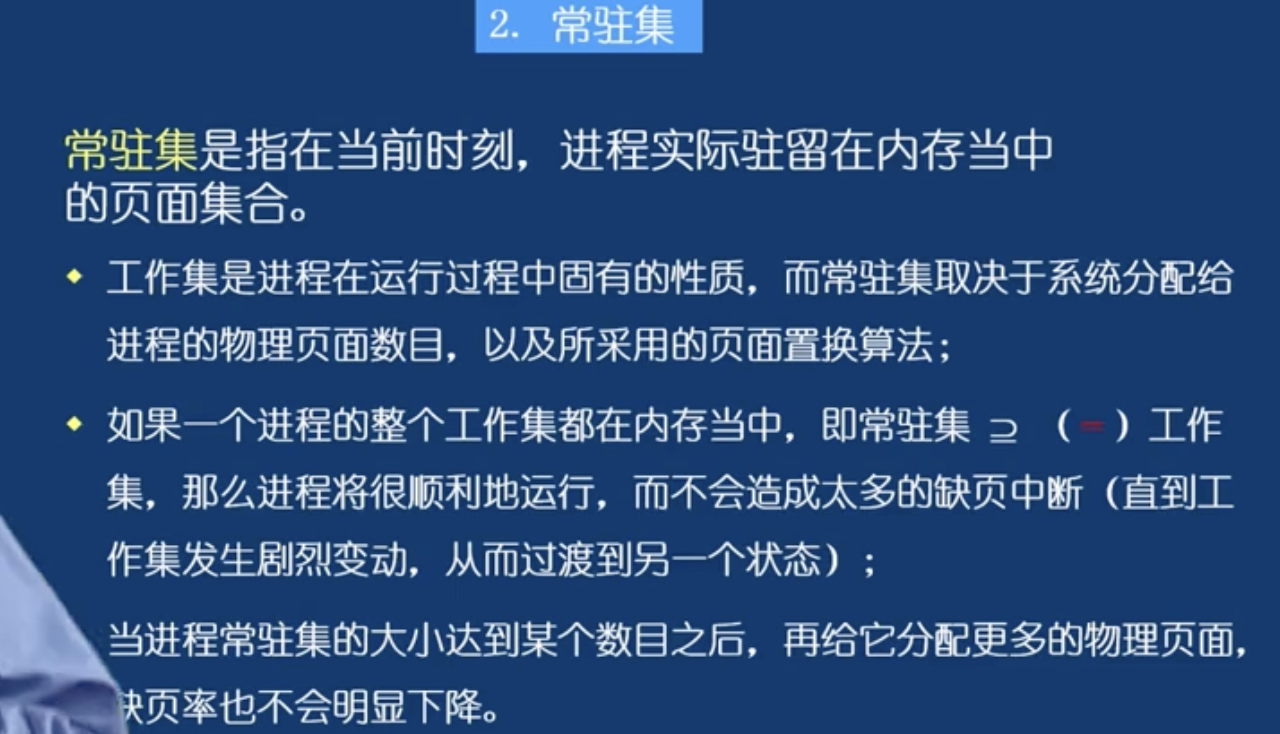 2. 常驻集
常驻集是指在当前时刻，进程实际驻留在内存当中
的页面集合。
工作集是进程在运行过程中固有的性质，而常驻集取决于系统分配给
进程的物理页面数目，以及所采用的页面置换算法；
如果一个进程的整个工作集都在内存当中，即常驻集 ⊇ （=）工作
集，那么进程将很顺利地运行，而不会造成太多的缺页中断（直到工
作集发生剧烈变动，从而过渡到另一个状态）；
当进程常驻集的大小达到某个数目之后，再给它分配更多的物理页面，
缺页率也不会明显下降。